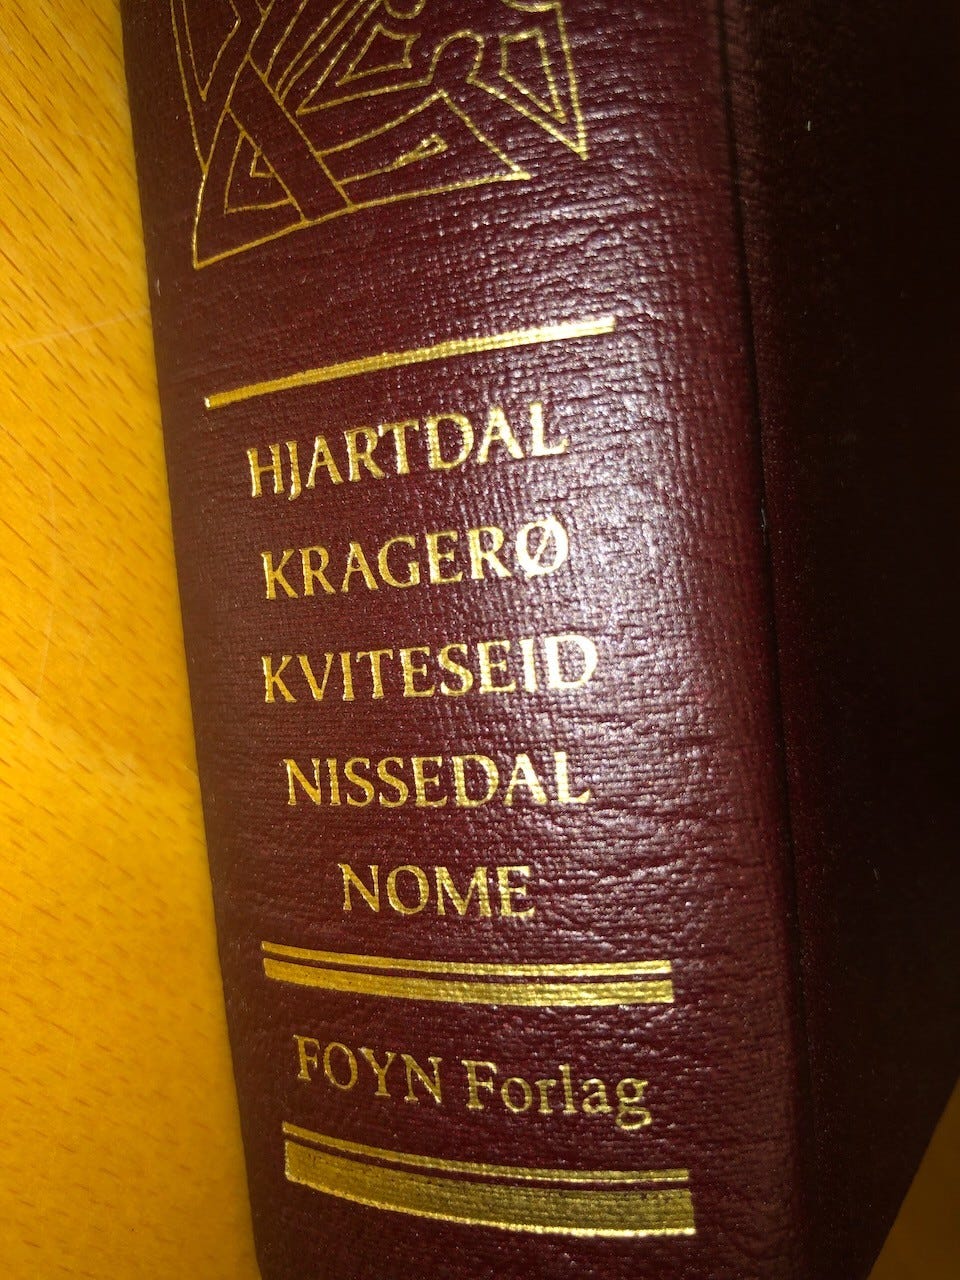 HJARTDAL
KRAGERØ
KVITESEID
NISSEDAL
NOME
FOYN Forlag